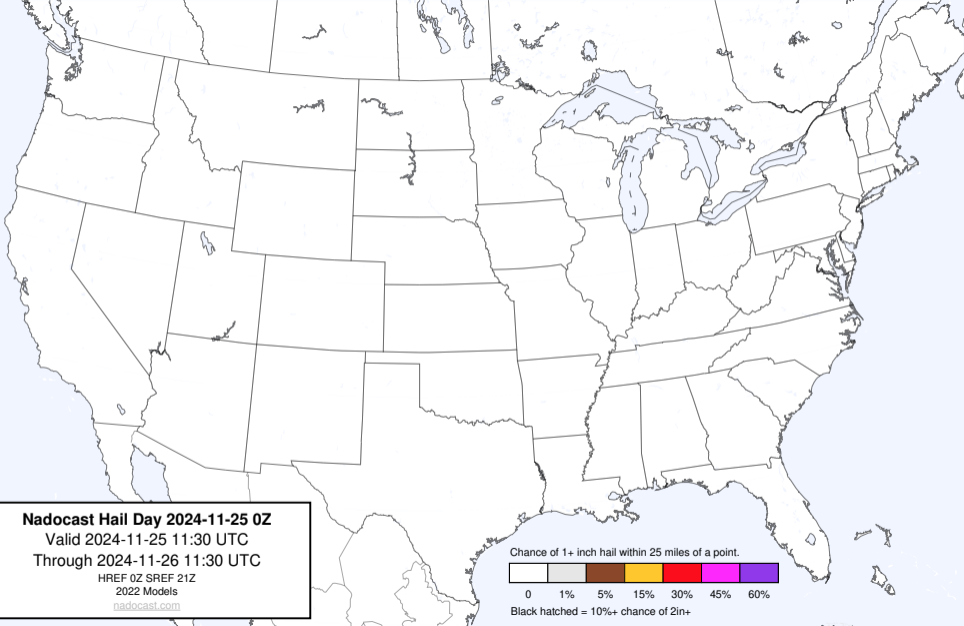 Nadocast Hail Day 2024-11-25 0Z
Valid 2024-11-25 11:30 UTC
Through 2024-11-26 11:30 UTC
HREF 0Z SREF 21Z
2022 Models
nadocast.com
Chance of 1+ inch hail within 25 miles of a point.
0 1% 5% 15% 30% 45% 60%
Black hatched = 10%+ chance of 2in+